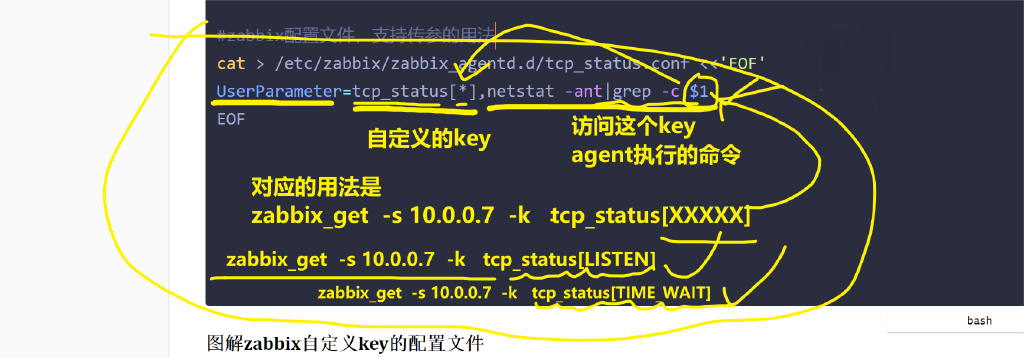 #zabbix配置文件，支持传参的用法
cat > /etc/zabbix/zabbix_agentd.d/tcp_status.conf <<'EOF'
UserParameter=tcp_status[*],netstat -ant|grep -c $1
EOF
自定义的key
访问这个key
agent执行的命令
对应的用法是
zabbix_get -s 10.0.0.7 -k tcp_status[XXXXX]
zabbix_get -s 10.0.0.7 -k tcp_status[LISTEN]
zabbix_get -s 10.0.0.7 -k tcp_status[TIME_WAIT]
bash
图解zabbix自定义key的配置文件